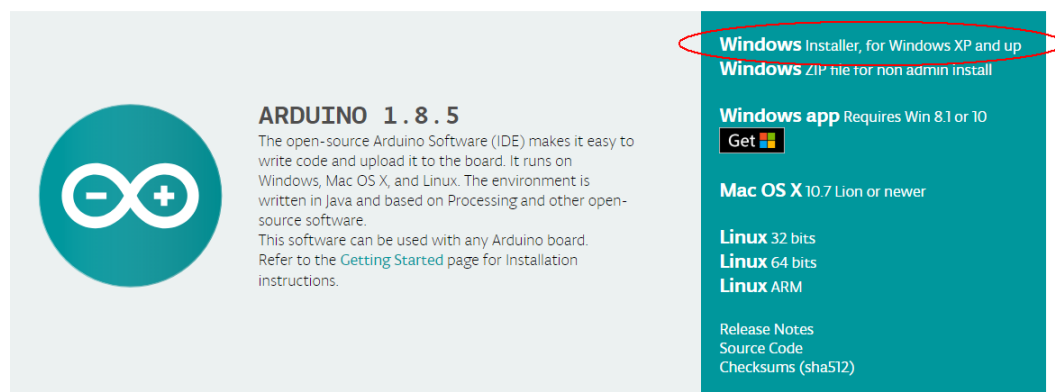 ARDUINO 1.8.5
The open-source Arduino Software (IDE) makes it easy to
write code and upload it to the board. It runs on
Windows, Mac OS X, and Linux. The environment is
written in Java and based on Processing and other open-
source software.
This software can be used with any Arduino board.
Refer to the Getting Started page for Installation
instructions.
Windows Installer, for Windows XP and up
Windows ZIP file for non admin install
Windows app Requires Win 8.1 or 10
Get
Mac OS X 10.7 Lion or newer
Linux 32 bits
Linux 64 bits
Linux ARM
Release Notes
Source Code
Checksums (sha512)